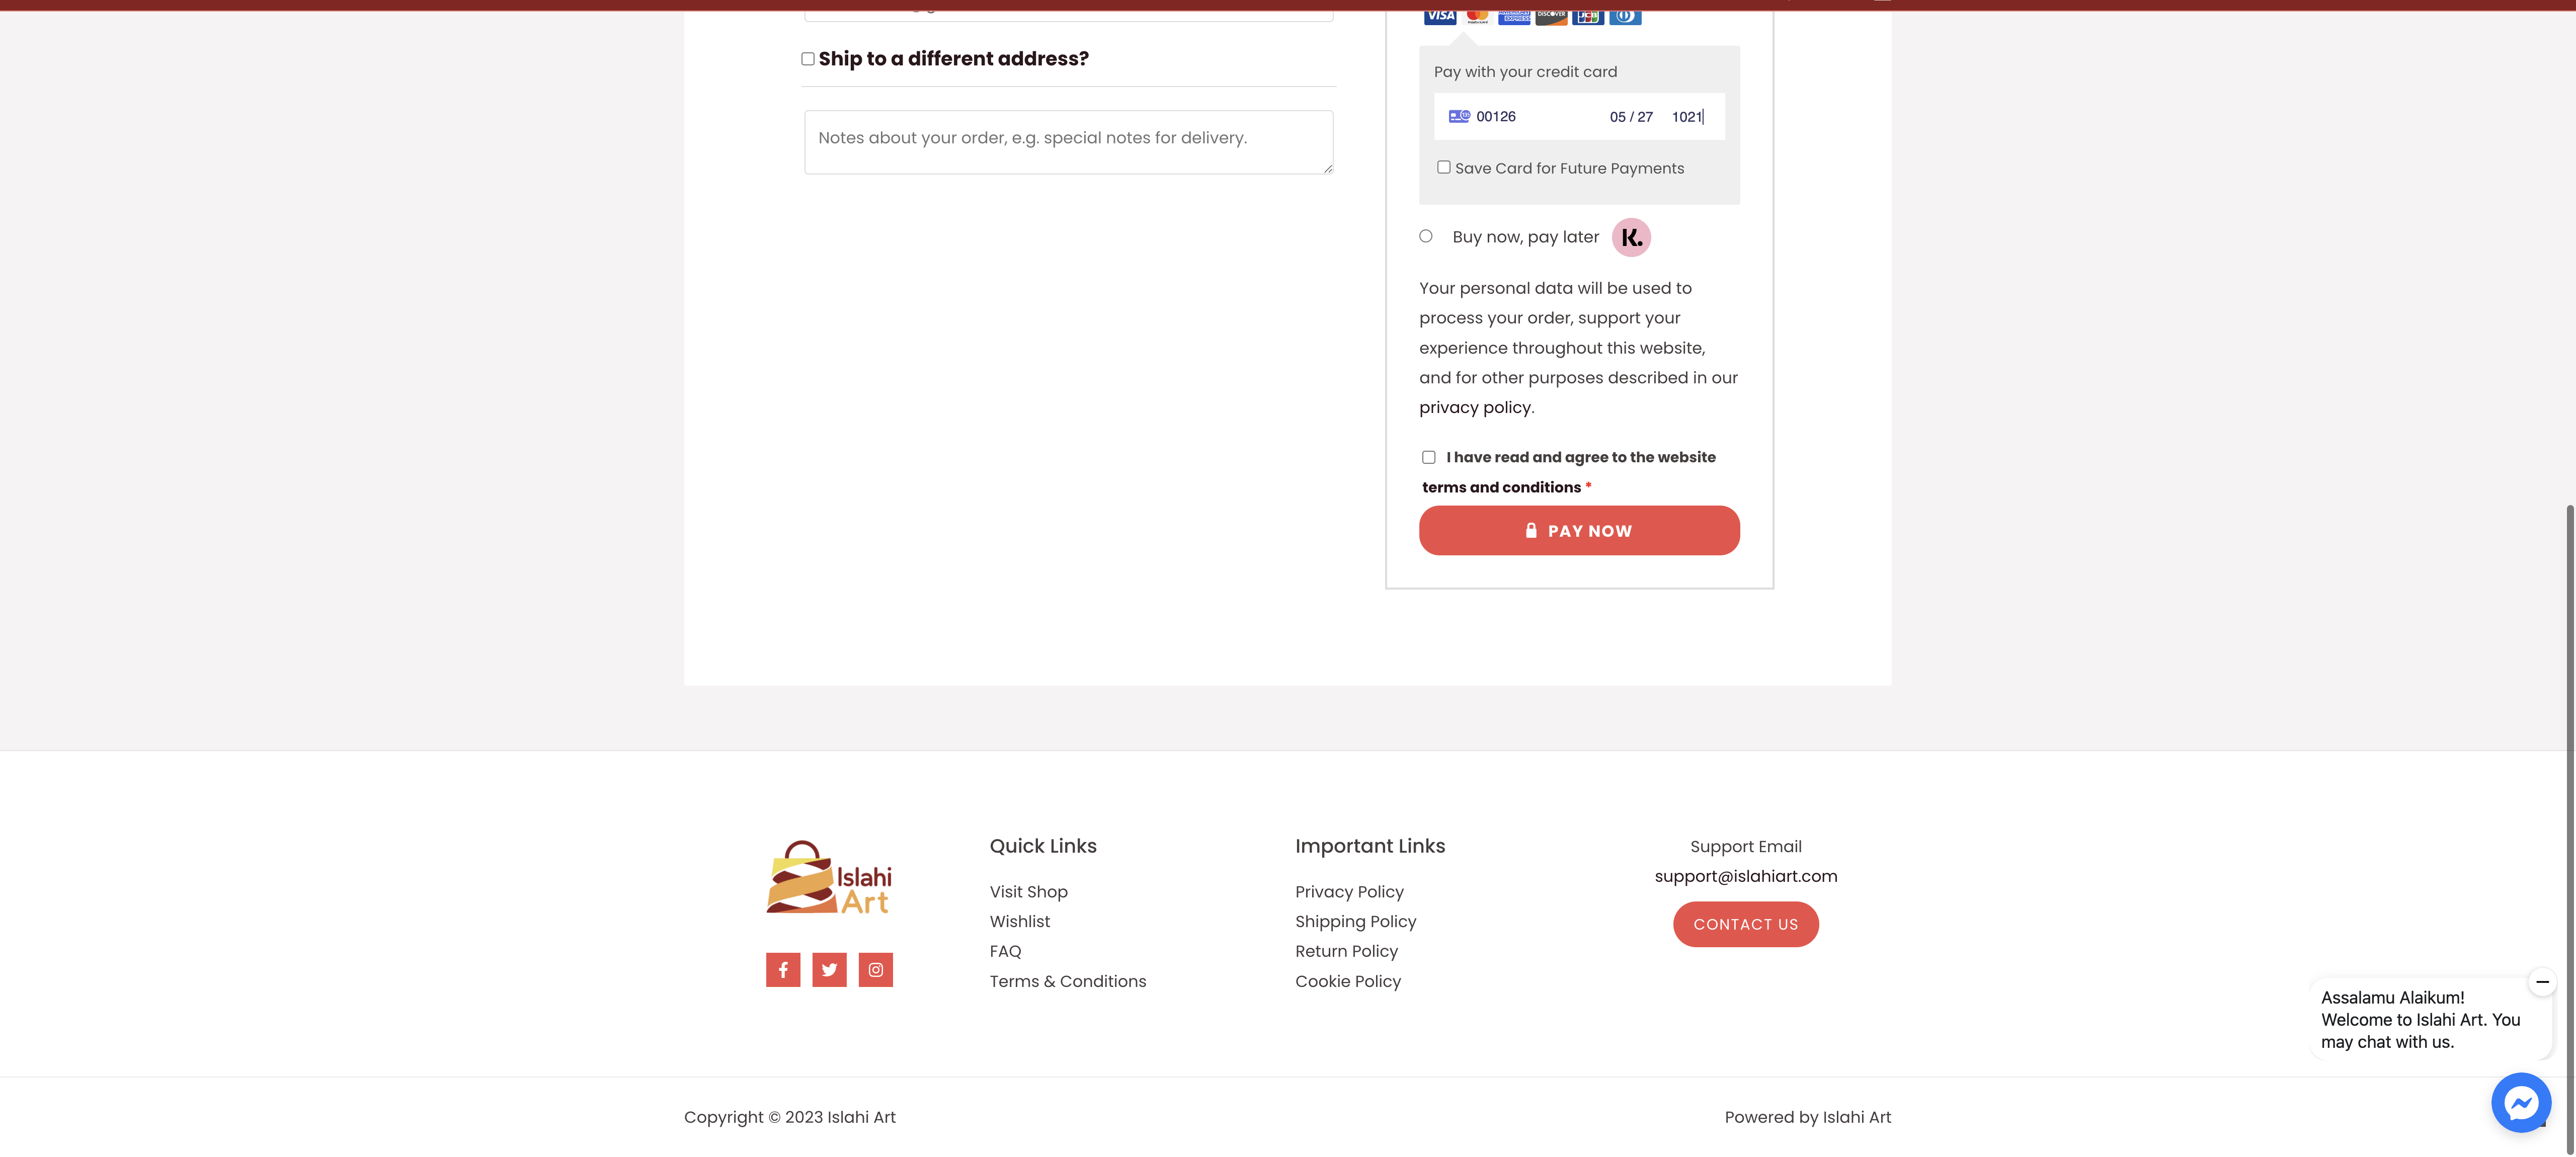 VISA
DISCOVER
JCB
Ship to a different address?
Notes about your order, e.g. special notes for delivery.
Pay with your credit card
00126 05 / 27 1021
Save Card for Future Payments
Buy now, pay later K.
Your personal data will be used to
process your order, support your
experience throughout this website,
and for other purposes described in our
privacy policy.
I have read and agree to the website
terms and conditions *
PAY NOW
Islahi
Art
Quick Links
Visit Shop
Wishlist
FAQ
Terms & Conditions
Important Links
Privacy Policy
Shipping Policy
Return Policy
Cookie Policy
Support Email
support@islahiart.com
CONTACT US
Assalamu Alaikum!
Welcome to Islahi Art. You
may chat with us.
Copyright © 2023 Islahi Art
Powered by Islahi Art